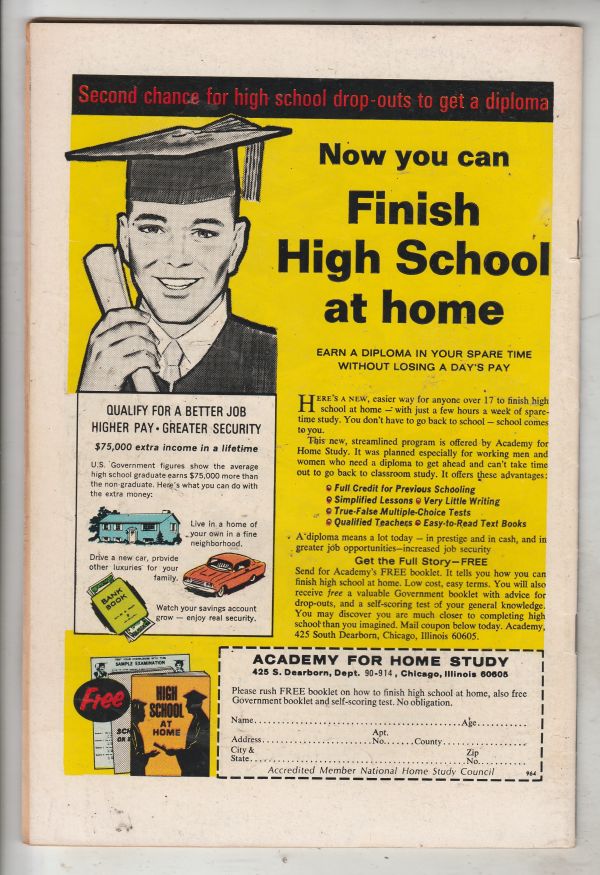 Second chance for high school drop-outs to get a diploma
Now you can
Finish
High School
at home
EARN A DIPLOMA IN YOUR SPARE TIME
WITHOUT LOSING A DAY'S PAY
HERE'S A NEW, easier way for anyone over 17 to finish high
school at home — with just a few hours a week of spare-
time study. You don't have to go back to school — school comes
to you.
This new, streamlined program is offered by Academy for
Home Study. It was planned especially for working men and
women who need a diploma to get ahead and can't take time
out to go back to classroom study. It offers these advantages:
Full Credit for Previous Schooling
Simplified Lessons Very Little Writing
True-False Multiple-Choice Tests
Qualified Teachers Easy-to-Read Text Books
A diploma means a lot today — in prestige and in cash, and in
greater job opportunities—increased job security
Get the Full Story—FREE
Send for Academy's FREE booklet. It tells you how you can
finish high school at home. Low cost, easy terms. You will also
receive free a valuable Government booklet with advice for
drop-outs, and a self-scoring test of your general knowledge.
You may discover you are much closer to completing high
school than you imagined. Mail coupon below today. Academy,
425 South Dearborn, Chicago, Illinois 60605.
QUALIFY FOR A BETTER JOB
HIGHER PAY • GREATER SECURITY
$75,000 extra income in a lifetime
U.S. Government figures show the average
high school graduate earns $75,000 more than
the non-graduate. Here's what you can do with
the extra money:
Live in a home of
your own in a fine
neighborhood.
Drive a new car, provide
other luxuries for your
family.
BANK
BOOK
Watch your savings account
grow — enjoy real security.
SAMPLE EXAMINATION
Free
HIGH
SCHOOL
AT
HOME
ACADEMY FOR HOME STUDY
425 S. Dearborn, Dept. 90-914, Chicago, Illinois 60605
Please rush FREE booklet on how to finish high school at home, also free
Government booklet and self-scoring test. No obligation.
Name Age
Apt.
Address No. County
City & Zip
State No.
Accredited Member National Home Study Council 964